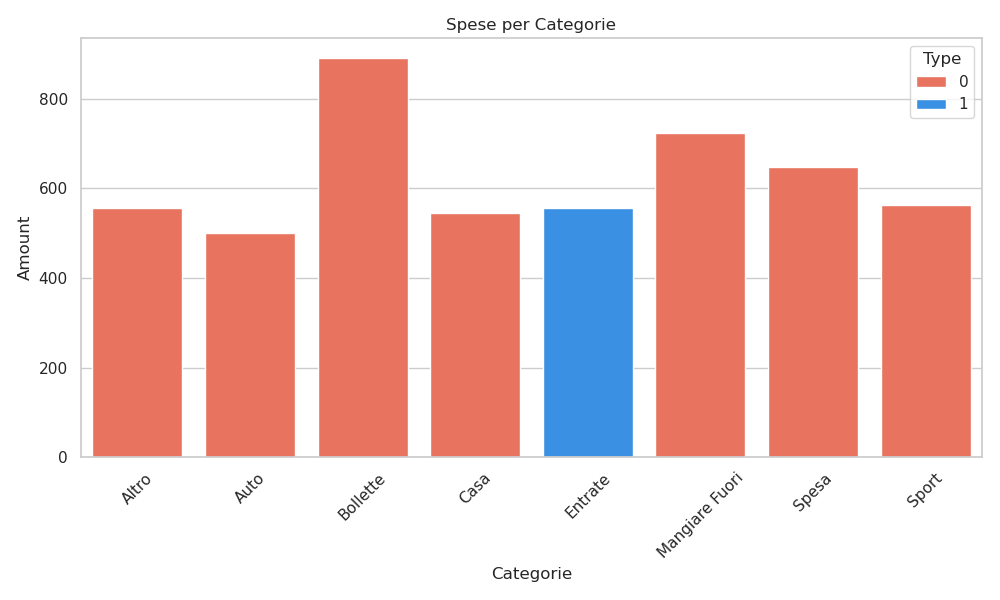 Spese per Categorie
Type
0
1
Amount
800
600
400
200
0
Altro
Auto
Bollette
Casa
Entrate
Mangiare Fuori
Spesa
Sport
Categorie